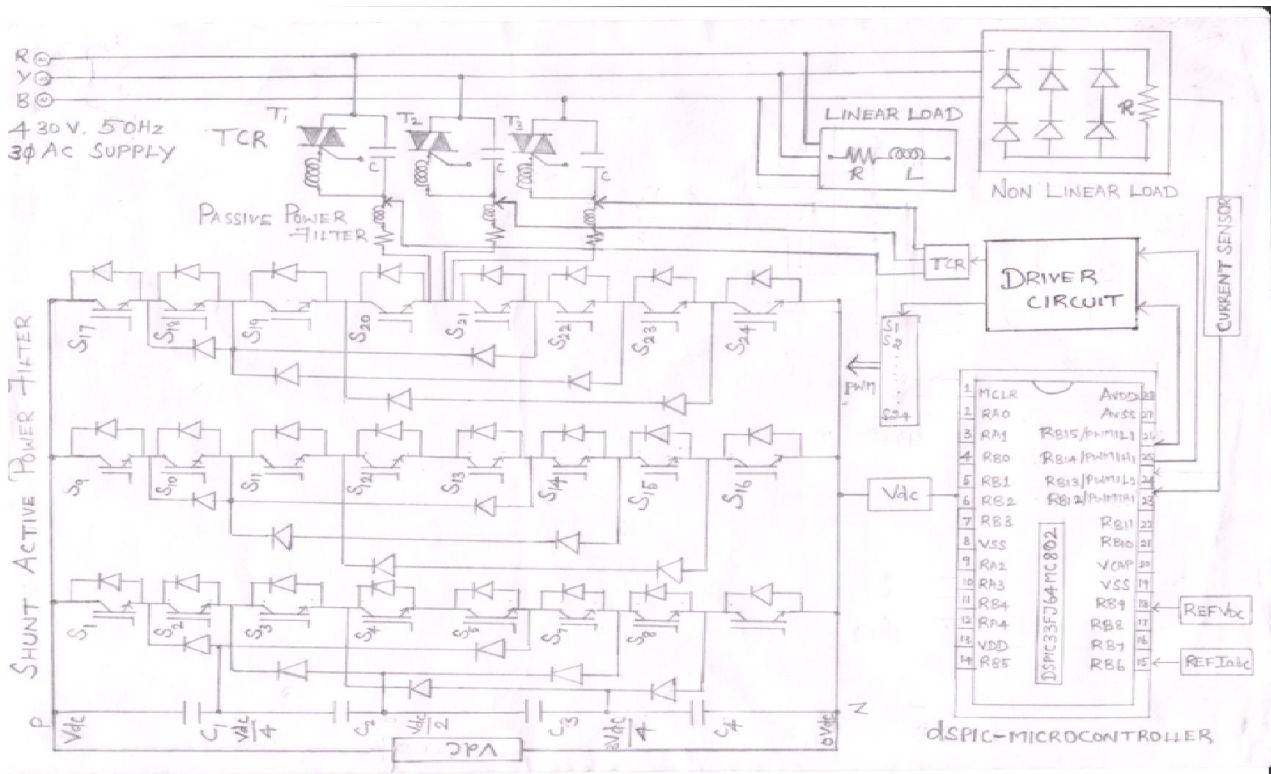 R
Y
B
430V. 50HZ
3ϕ AC SUPPLY
TCR
T1
T2
T3
C
C
C
PASSIVE POWER
FILTER
LINEAR LOAD
R
L
R
NON LINEAR LOAD
CURRENT SENSOR
TCR
DRIVER
CIRCUIT
S1
S2
S24
PWM
SHUNT ACTIVE POWER FILTER
S17
S18
S19
S20
S21
S22
S23
S24
S9
S10
S11
S12
S13
S14
S15
S16
S1
S2
S3
S4
S7
S8
P
Vdc
C1
Vdc/4
C2
Vdc/2
C3
C4
0Vdc
N
Vdc
Vdc
1 MCLR
2 RA0
3 RA1
4 RB0
5 RB1
6 RB2
7 RB3
8 VSS
9 RA2
10 RA3
11 RB4
12 RA4
13 VDD
14 RB5
DSPIC33FJ64MC802
AVDD 28
AVSS 27
RB15/PWM1L1 26
RB14/PWM1H1 25
RB13/PWM1L2 24
RB12/PWM1H1 23
RB11 22
RB10 21
VCAP 20
VSS 19
RB9 18
RB8 17
RB7 16
RB6 15
REFVDC
REFIabc
dSPIC-MICROCONTROLLER